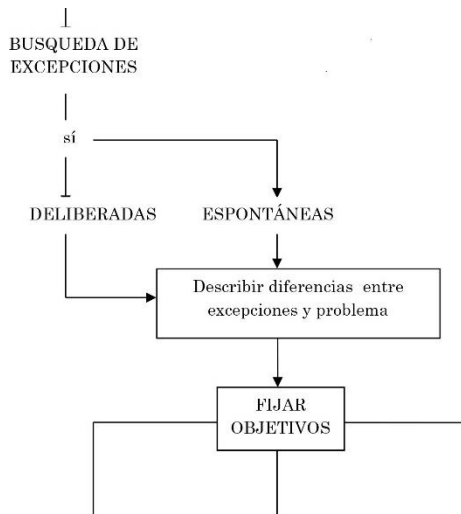 BUSQUEDA DE
EXCEPCIONES
sí
DELIBERADAS
ESPONTÁNEAS
Describir diferencias entre
excepciones y problema
FIJAR
OBJETIVOS